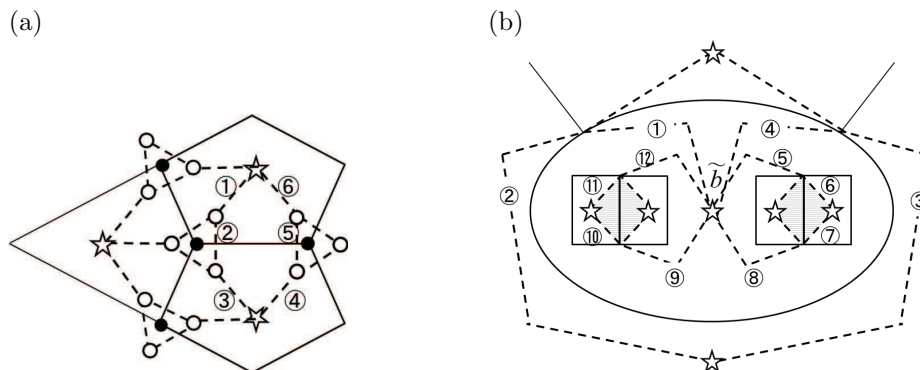 (a)
(b)
① ⑥
② ⑤
③ ④
① ④
⑫ b̃ ⑤
② ⑪ ⑥ ③
⑩ ⑦
⑨ ⑧